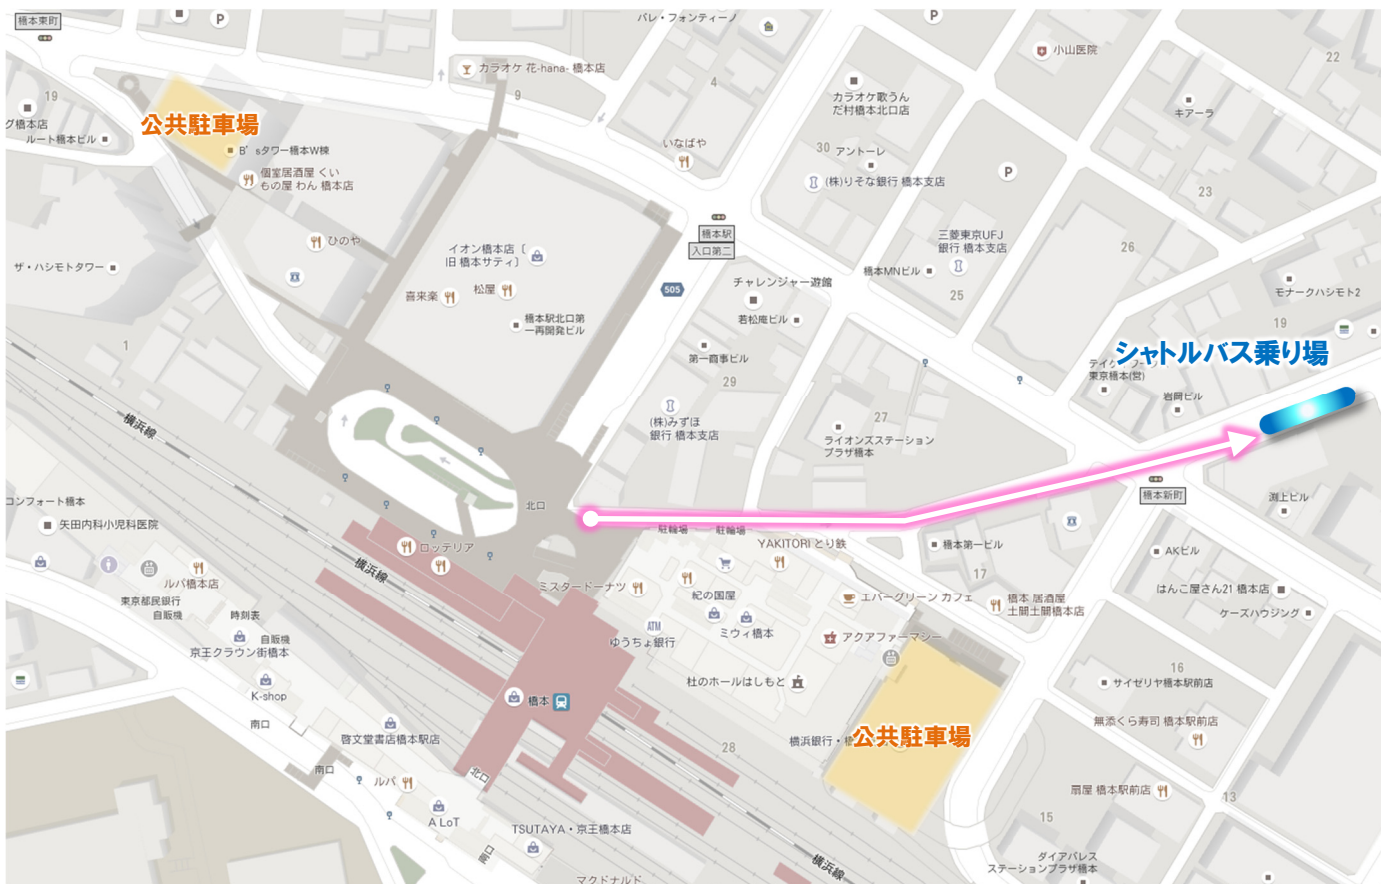 橋本東町
P
パレ・フォンティーノ
P
小山医院
22
カラオケ 花-hana- 橋本店
9
4
カラオケ歌うん
だ村橋本北口店
キアーラ
19
グ橋本店
ルート橋本ビル
公共駐車場
B's タワー橋本W棟
個室居酒屋 くい
もの屋 わん 橋本店
いなばや
30
アントーレ
(株)りそな銀行 橋本支店
P
23
ひのや
橋本駅
入口第二
三菱東京UFJ
銀行 橋本支店
26
ザ・ハシモトタワー
イオン橋本店〔
旧 橋本サティ〕
喜来楽
松屋
橋本駅北口第
一再開発ビル
505
チャレンジャー遊館
若松庵ビル
橋本MNビル
25
モナークハシモト2
19
1
第一商事ビル
29
シャトルバス乗り場
東京橋本(営)
岩岡ビル
横浜線
(株)みずほ
銀行 橋本支店
27
ライオンズステーション
プラザ橋本
コンフォート橋本
矢田内科小児科医院
北口
橋本新町
渕上ビル
駐輪場
駐輪場
ロッテリア
横浜線
YAKITORI とり鉄
橋本第一ビル
17
AKビル
ルパ橋本店
東京都民銀行
自販機
時刻表
自販機
京王クラウン街橋本
ミスタードーナツ
紀の国屋
エバーグリーン カフェ
橋本 居酒屋
土間土間橋本店
はんこ屋さん21 橋本店
ケーズハウジング
ATM
ゆうちょ銀行
ミウィ橋本
アクアファーマシー
K-shop
橋本
杜のホールはしもと
16
サイゼリヤ橋本駅前店
南口
啓文堂書店橋本駅店
28
横浜銀行・橋
公共駐車場
無添くら寿司 橋本駅前店
南口
ルパ
北口
扇屋 橋本駅前店
13
A LoT
TSUTAYA・京王橋本店
15
南口
横浜線
ダイアパレス
ステーションプラザ橋本
マクドナルド